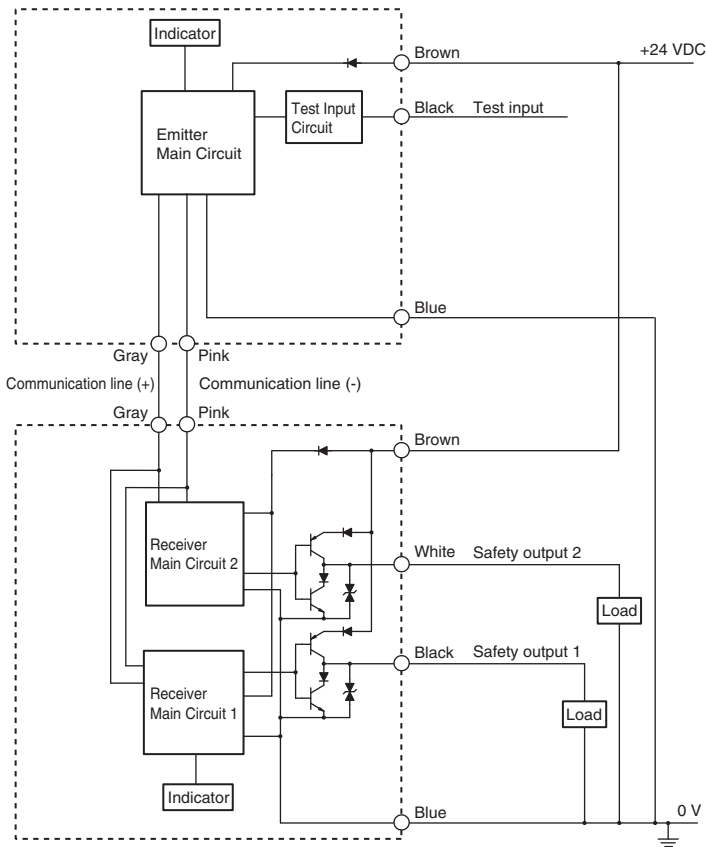 Indicator
Brown
+24 VDC
Test Input
Circuit
Black Test input
Emitter
Main Circuit
Blue
Gray
Pink
Communication line (+)
Communication line (-)
Gray
Pink
Brown
Receiver
Main Circuit 2
White Safety output 2
Load
Black Safety output 1
Receiver
Main Circuit 1
Load
Indicator
Blue
0 V